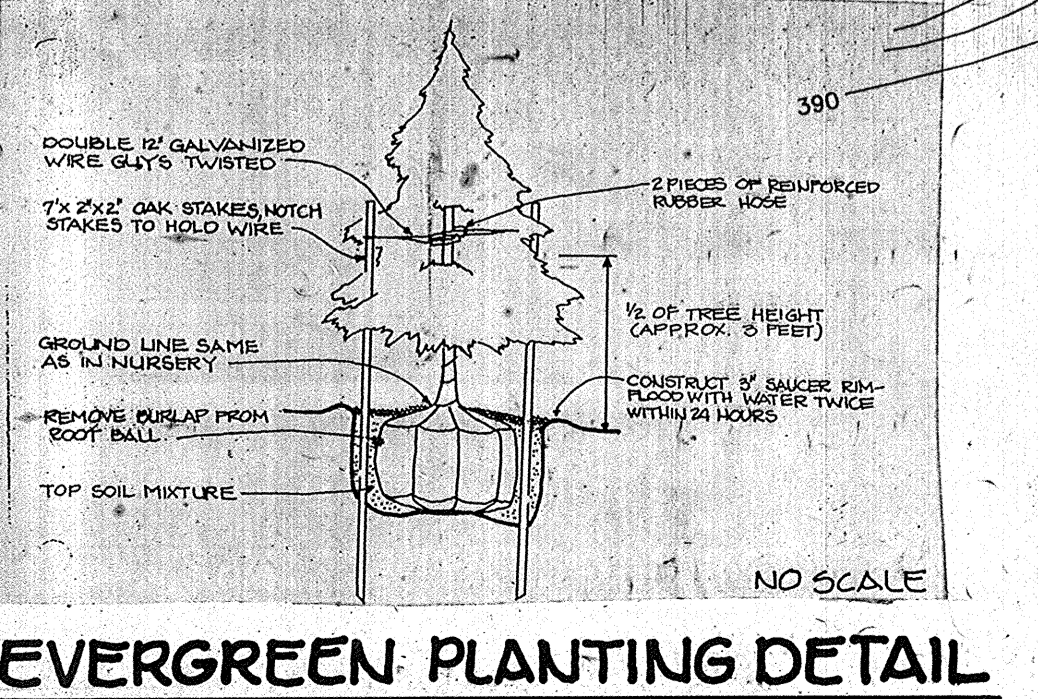 390
DOUBLE 12" GALVANIZED
WIRE GUYS TWISTED
7'x 2"x2" OAK STAKES, NOTCH
STAKES TO HOLD WIRE
2 PIECES OF REINFORCED
RUBBER HOSE
1/2 OF TREE HEIGHT
(APPROX. 3 FEET)
GROUND LINE SAME
AS IN NURSERY
CONSTRUCT 3" SAUCER RIM-
FLOOD WITH WATER TWICE
WITHIN 24 HOURS
REMOVE BURLAP FROM
ROOT BALL
TOP SOIL MIXTURE
NO SCALE
EVERGREEN PLANTING DETAIL